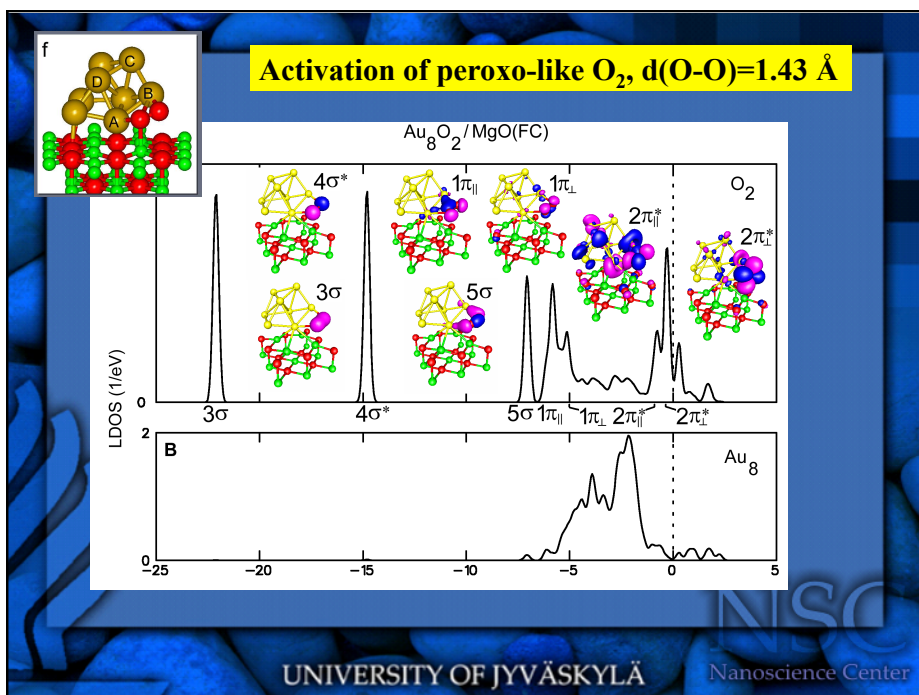 f
C
D
B
A
Activation of peroxo-like O₂, d(O-O)=1.43 Å
Au₈O₂/MgO(FC)
4σ*
1π∥
1π⊥
2π∥*
O₂
2π⊥*
3σ
5σ
LDOS (1/eV)
0
3σ
4σ*
5σ 1π∥ 1π⊥ 2π∥* 2π⊥*
2
B
Au₈
0
−25 −20 −15 −10 −5 0 5
NSC
UNIVERSITY OF JYVÄSKYLÄ
Nanoscience Center